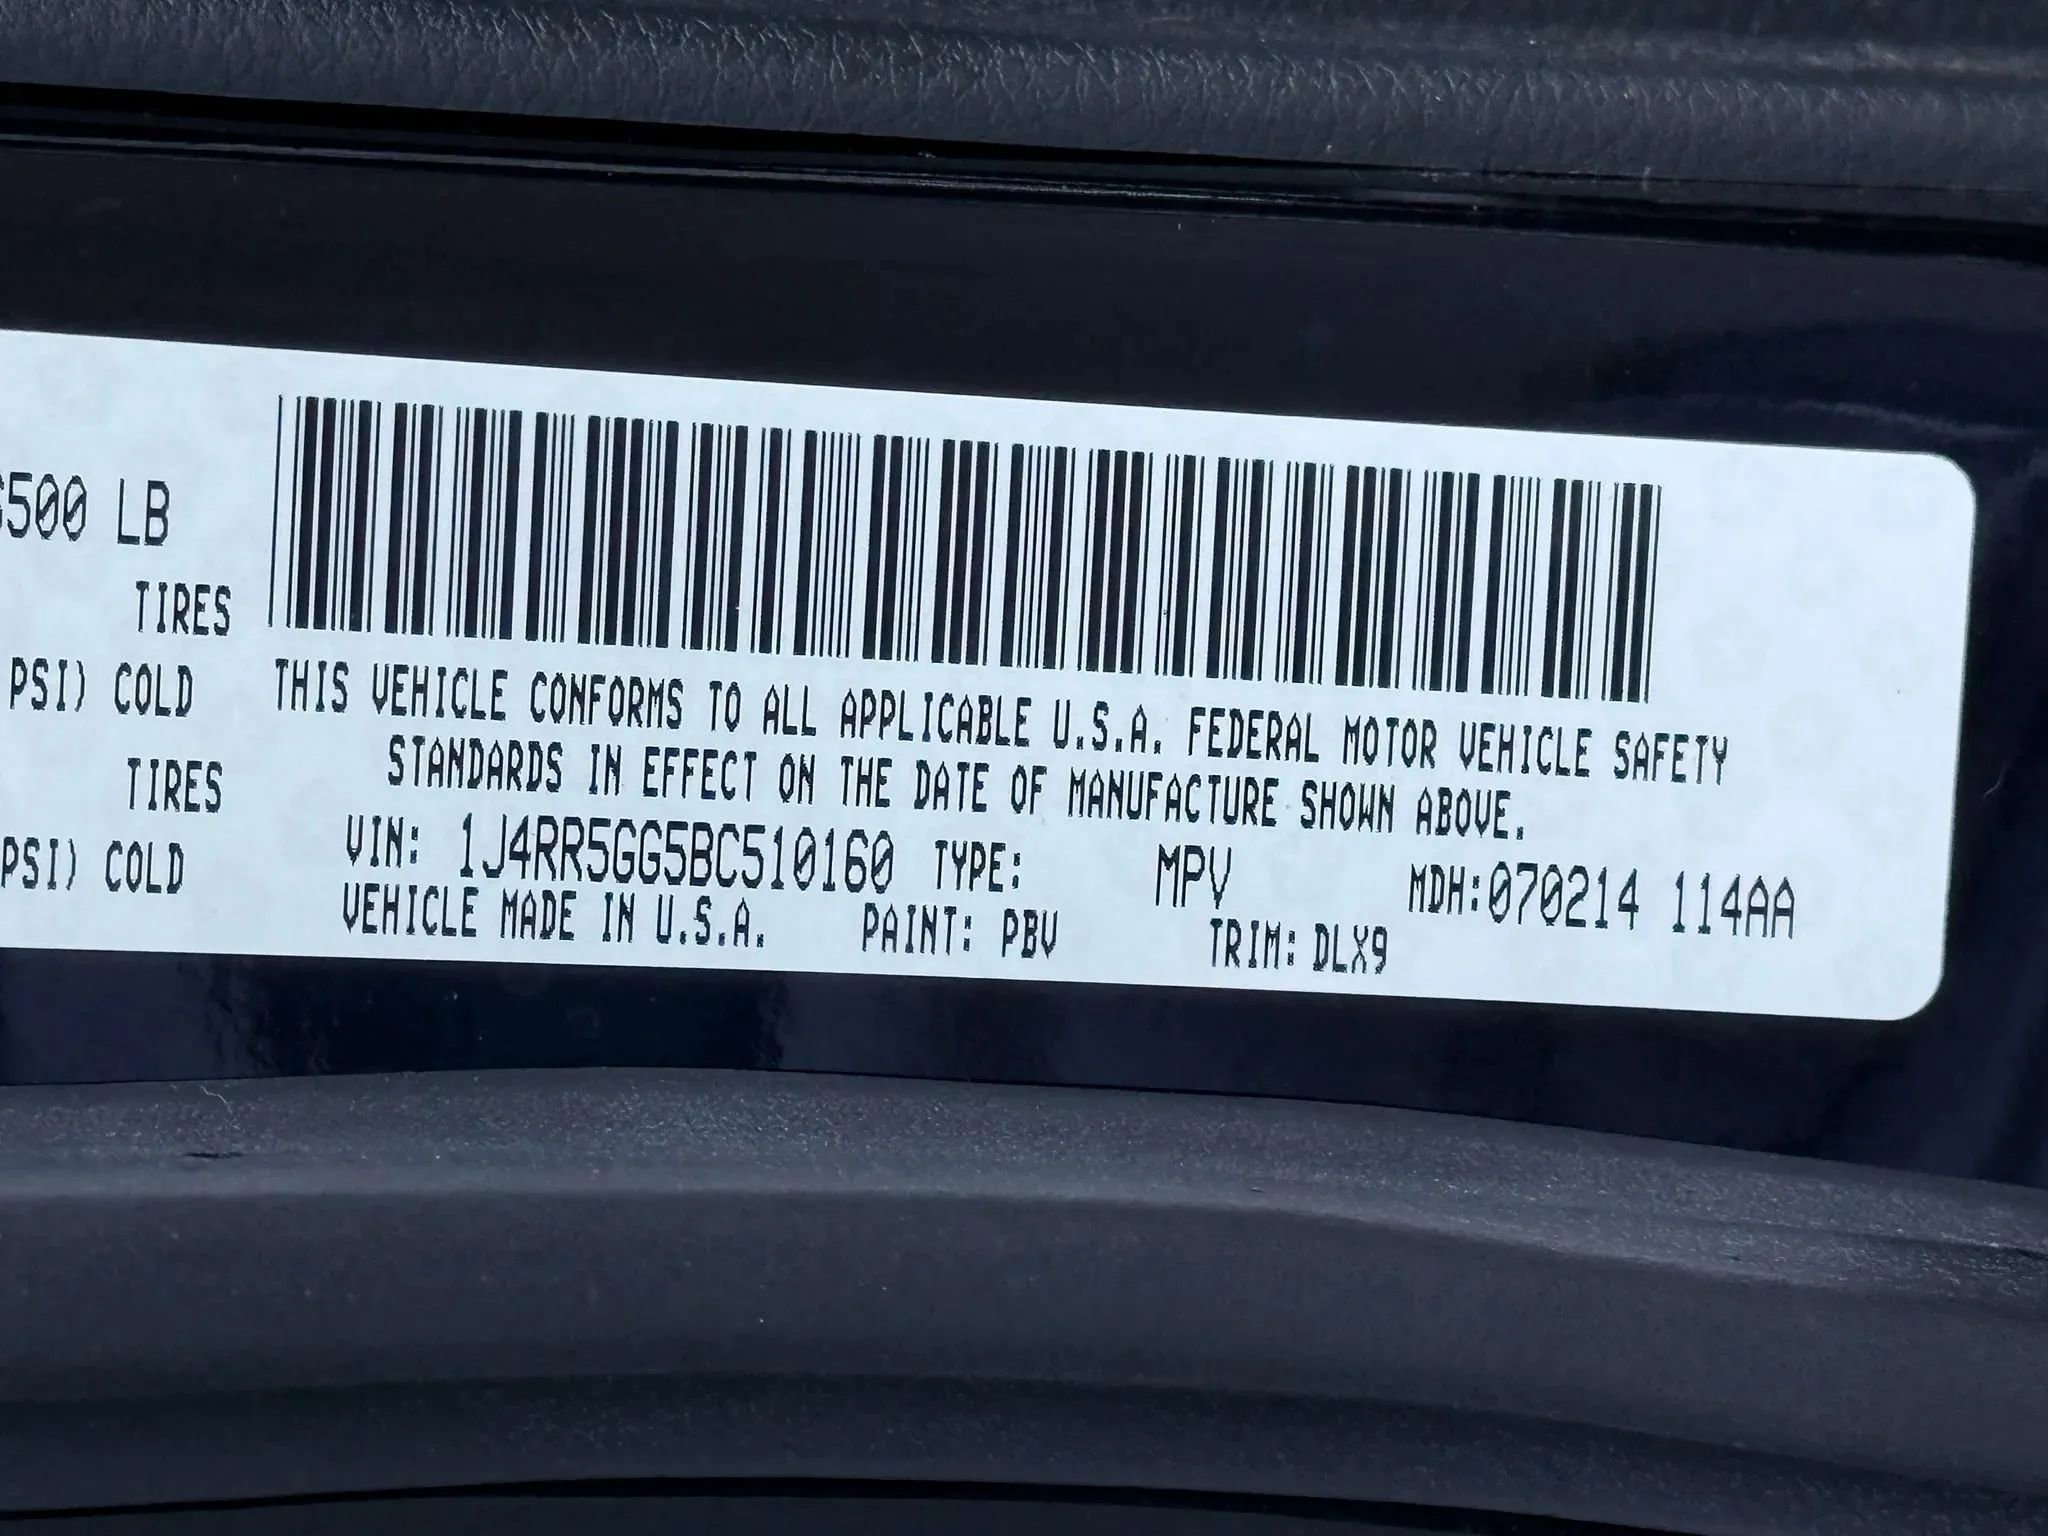 500 LB
TIRES
PSI) COLD
TIRES
PSI) COLD
THIS VEHICLE CONFORMS TO ALL APPLICABLE U.S.A. FEDERAL MOTOR VEHICLE SAFETY
STANDARDS IN EFFECT ON THE DATE OF MANUFACTURE SHOWN ABOVE.
VIN: 1J4RR5GG5BC510160 TYPE: MPV MDH:070214 114AA
VEHICLE MADE IN U.S.A. PAINT: PBV TRIM: DLX9